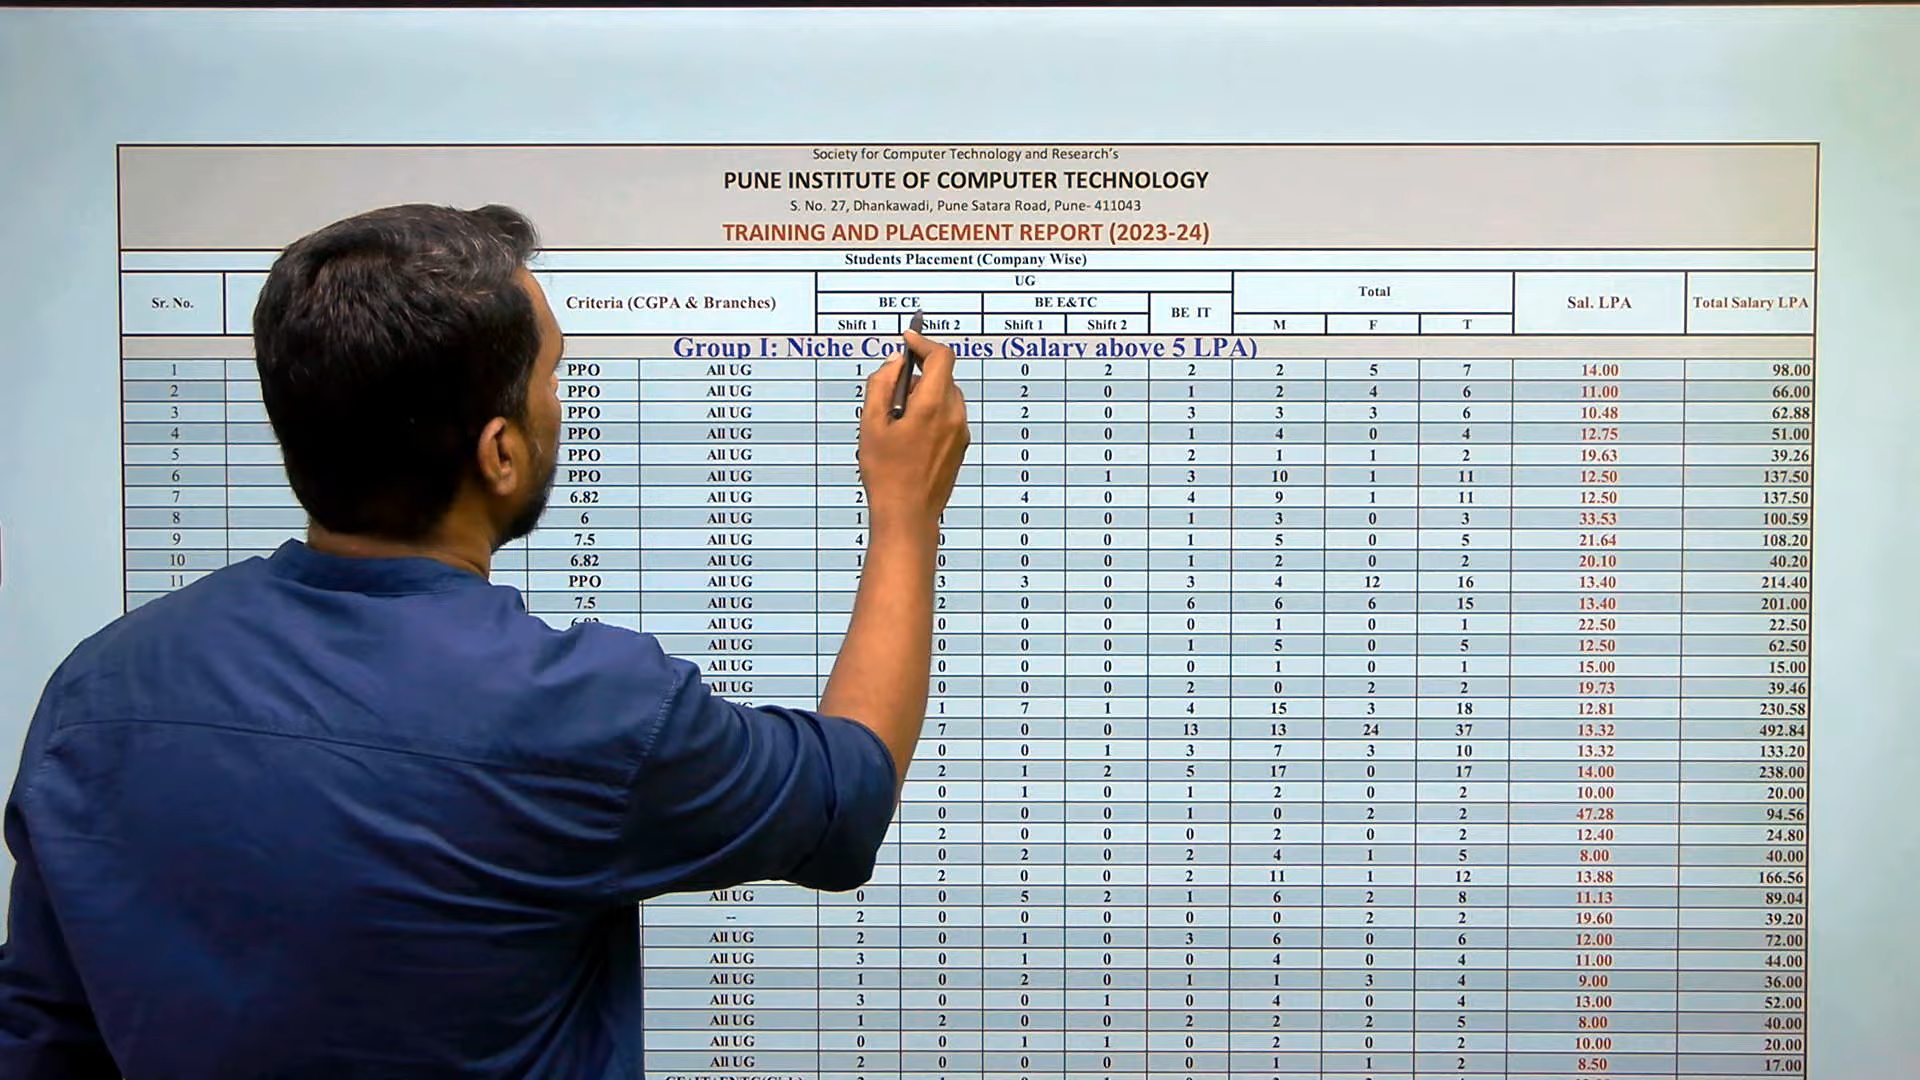 Society for Computer Technology and Research's
PUNE INSTITUTE OF COMPUTER TECHNOLOGY
S. No. 27, Dhankawadi, Pune Satara Road, Pune- 411043
TRAINING AND PLACEMENT REPORT (2023-24)
Students Placement (Company Wise)
Sr. No. Criteria (CGPA & Branches) UG Total Sal. LPA Total Salary LPA
BE CE BE E&TC BE IT
Shift 1 Shift 2 Shift 1 Shift 2 M F T
Group I: Niche (Salary above 5 LPA)
1 PPO All UG 1 0 2 2 2 5 7 14.00 98.00
2 PPO All UG 2 2 0 1 2 4 6 11.00 66.00
3 PPO All UG 0 2 0 3 3 3 6 10.48 62.88
4 PPO All UG 0 0 1 4 0 4 12.75 51.00
5 PPO All UG 0 0 2 1 1 2 19.63 39.26
6 PPO All UG 0 1 3 10 1 11 12.50 137.50
7 6.82 All UG 2 4 0 4 9 1 11 12.50 137.50
8 6 All UG 1 1 0 0 1 3 0 3 33.53 100.59
9 7.5 All UG 4 0 0 0 1 5 0 5 21.64 108.20
10 6.82 All UG 1 0 0 0 1 2 0 2 20.10 40.20
11 PPO All UG 3 3 0 3 4 12 16 13.40 214.40
7.5 All UG 2 0 0 6 6 6 15 13.40 201.00
All UG 0 0 0 0 1 0 1 22.50 22.50
All UG 0 0 0 1 5 0 5 12.50 62.50
All UG 0 0 0 0 1 0 1 15.00 15.00
All UG 0 0 0 2 0 2 2 19.73 39.46
1 7 1 4 15 3 18 12.81 230.58
7 0 0 13 13 24 37 13.32 492.84
0 0 1 3 7 3 10 13.32 133.20
2 1 2 5 17 0 17 14.00 238.00
0 1 0 1 2 0 2 10.00 20.00
0 0 0 1 0 2 2 47.28 94.56
2 0 0 0 2 0 2 12.40 24.80
0 2 0 2 4 1 5 8.00 40.00
2 0 0 2 11 1 12 13.88 166.56
All UG 0 0 5 2 1 6 2 8 11.13 89.04
-- 2 0 0 0 0 0 2 2 19.60 39.20
All UG 2 0 1 0 3 6 0 6 12.00 72.00
All UG 3 0 1 0 0 4 0 4 11.00 44.00
All UG 1 0 2 0 1 1 3 4 9.00 36.00
All UG 3 0 0 1 0 4 0 4 13.00 52.00
All UG 1 2 0 0 2 2 2 5 8.00 40.00
All UG 0 0 1 1 0 2 0 2 10.00 20.00
All UG 2 0 0 0 0 1 1 2 8.50 17.00